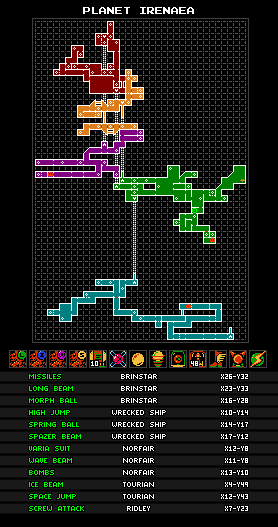 PLANET IRENAEA
10
48H
MISSILES BRINSTAR X26-Y32
LONG BEAM BRINSTAR X23-Y33
MORPH BALL BRINSTAR X16-Y28
HIGH JUMP WRECKED SHIP X10-Y14
SPRING BALL WRECKED SHIP X14-Y17
SPAZER BEAM WRECKED SHIP X17-Y12
VARIA SUIT NORFAIR X12-Y8
WAVE BEAM NORFAIR X11-Y8
BOMBS NORFAIR X13-Y10
ICE BEAM TOURIAN X4-Y44
SPACE JUMP TOURIAN X12-Y43
SCREW ATTACK RIDLEY X7-Y23